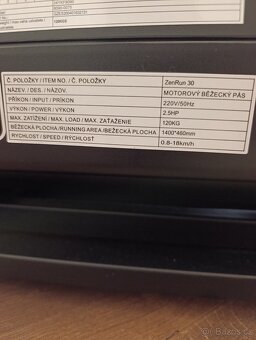 120KGS
Č. POLOŽKY / ITEM NO. / Č. POLOŽKY ZenRun 30
NÁZEV. / DES. / NÁZOV. MOTOROVÝ BĚŽECKÝ PÁS
PŘÍKON / INPUT / PRÍKON 220V/50Hz
VÝKON / POWER / VÝKON 2.5HP
MAX. ZATÍŽENÍ / MAX. LOAD / MAX. ZAŤAŽENIE 120KG
BĚŽECKÁ PLOCHA/RUNNING AREA/BEŽECKÁ PLOCHA 1400*460mm
RYCHLOST / SPEED / RÝCHLOSŤ 0.8-18km/h